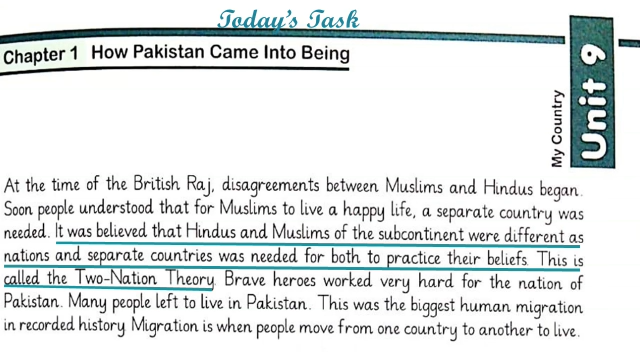 Today's Task
Chapter 1 How Pakistan Came Into Being
Unit 9
My Country
At the time of the British Raj, disagreements between Muslims and Hindus began.
Soon people understood that for Muslims to live a happy life, a separate country was
needed. It was believed that Hindus and Muslims of the subcontinent were different as
nations and separate countries was needed for both to practice their beliefs. This is
called the Two-Nation Theory. Brave heroes worked very hard for the nation of
Pakistan. Many people left to live in Pakistan. This was the biggest human migration
in recorded history Migration is when people move from one country to another to live.